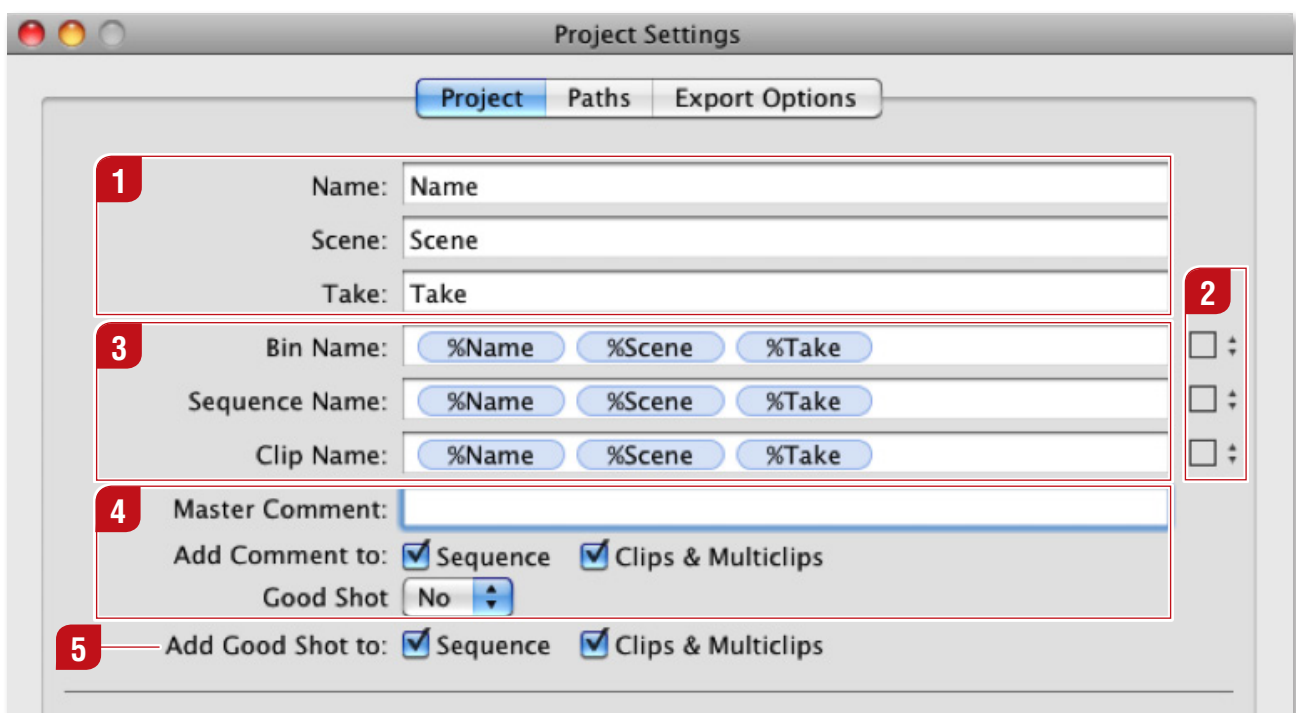 Project Settings
Project Paths Export Options
1 Name: Name
Scene: Scene
Take: Take
2
3 Bin Name: %Name %Scene %Take
Sequence Name: %Name %Scene %Take
Clip Name: %Name %Scene %Take
4 Master Comment:
Add Comment to: Sequence Clips & Multiclips
Good Shot No
5 Add Good Shot to: Sequence Clips & Multiclips